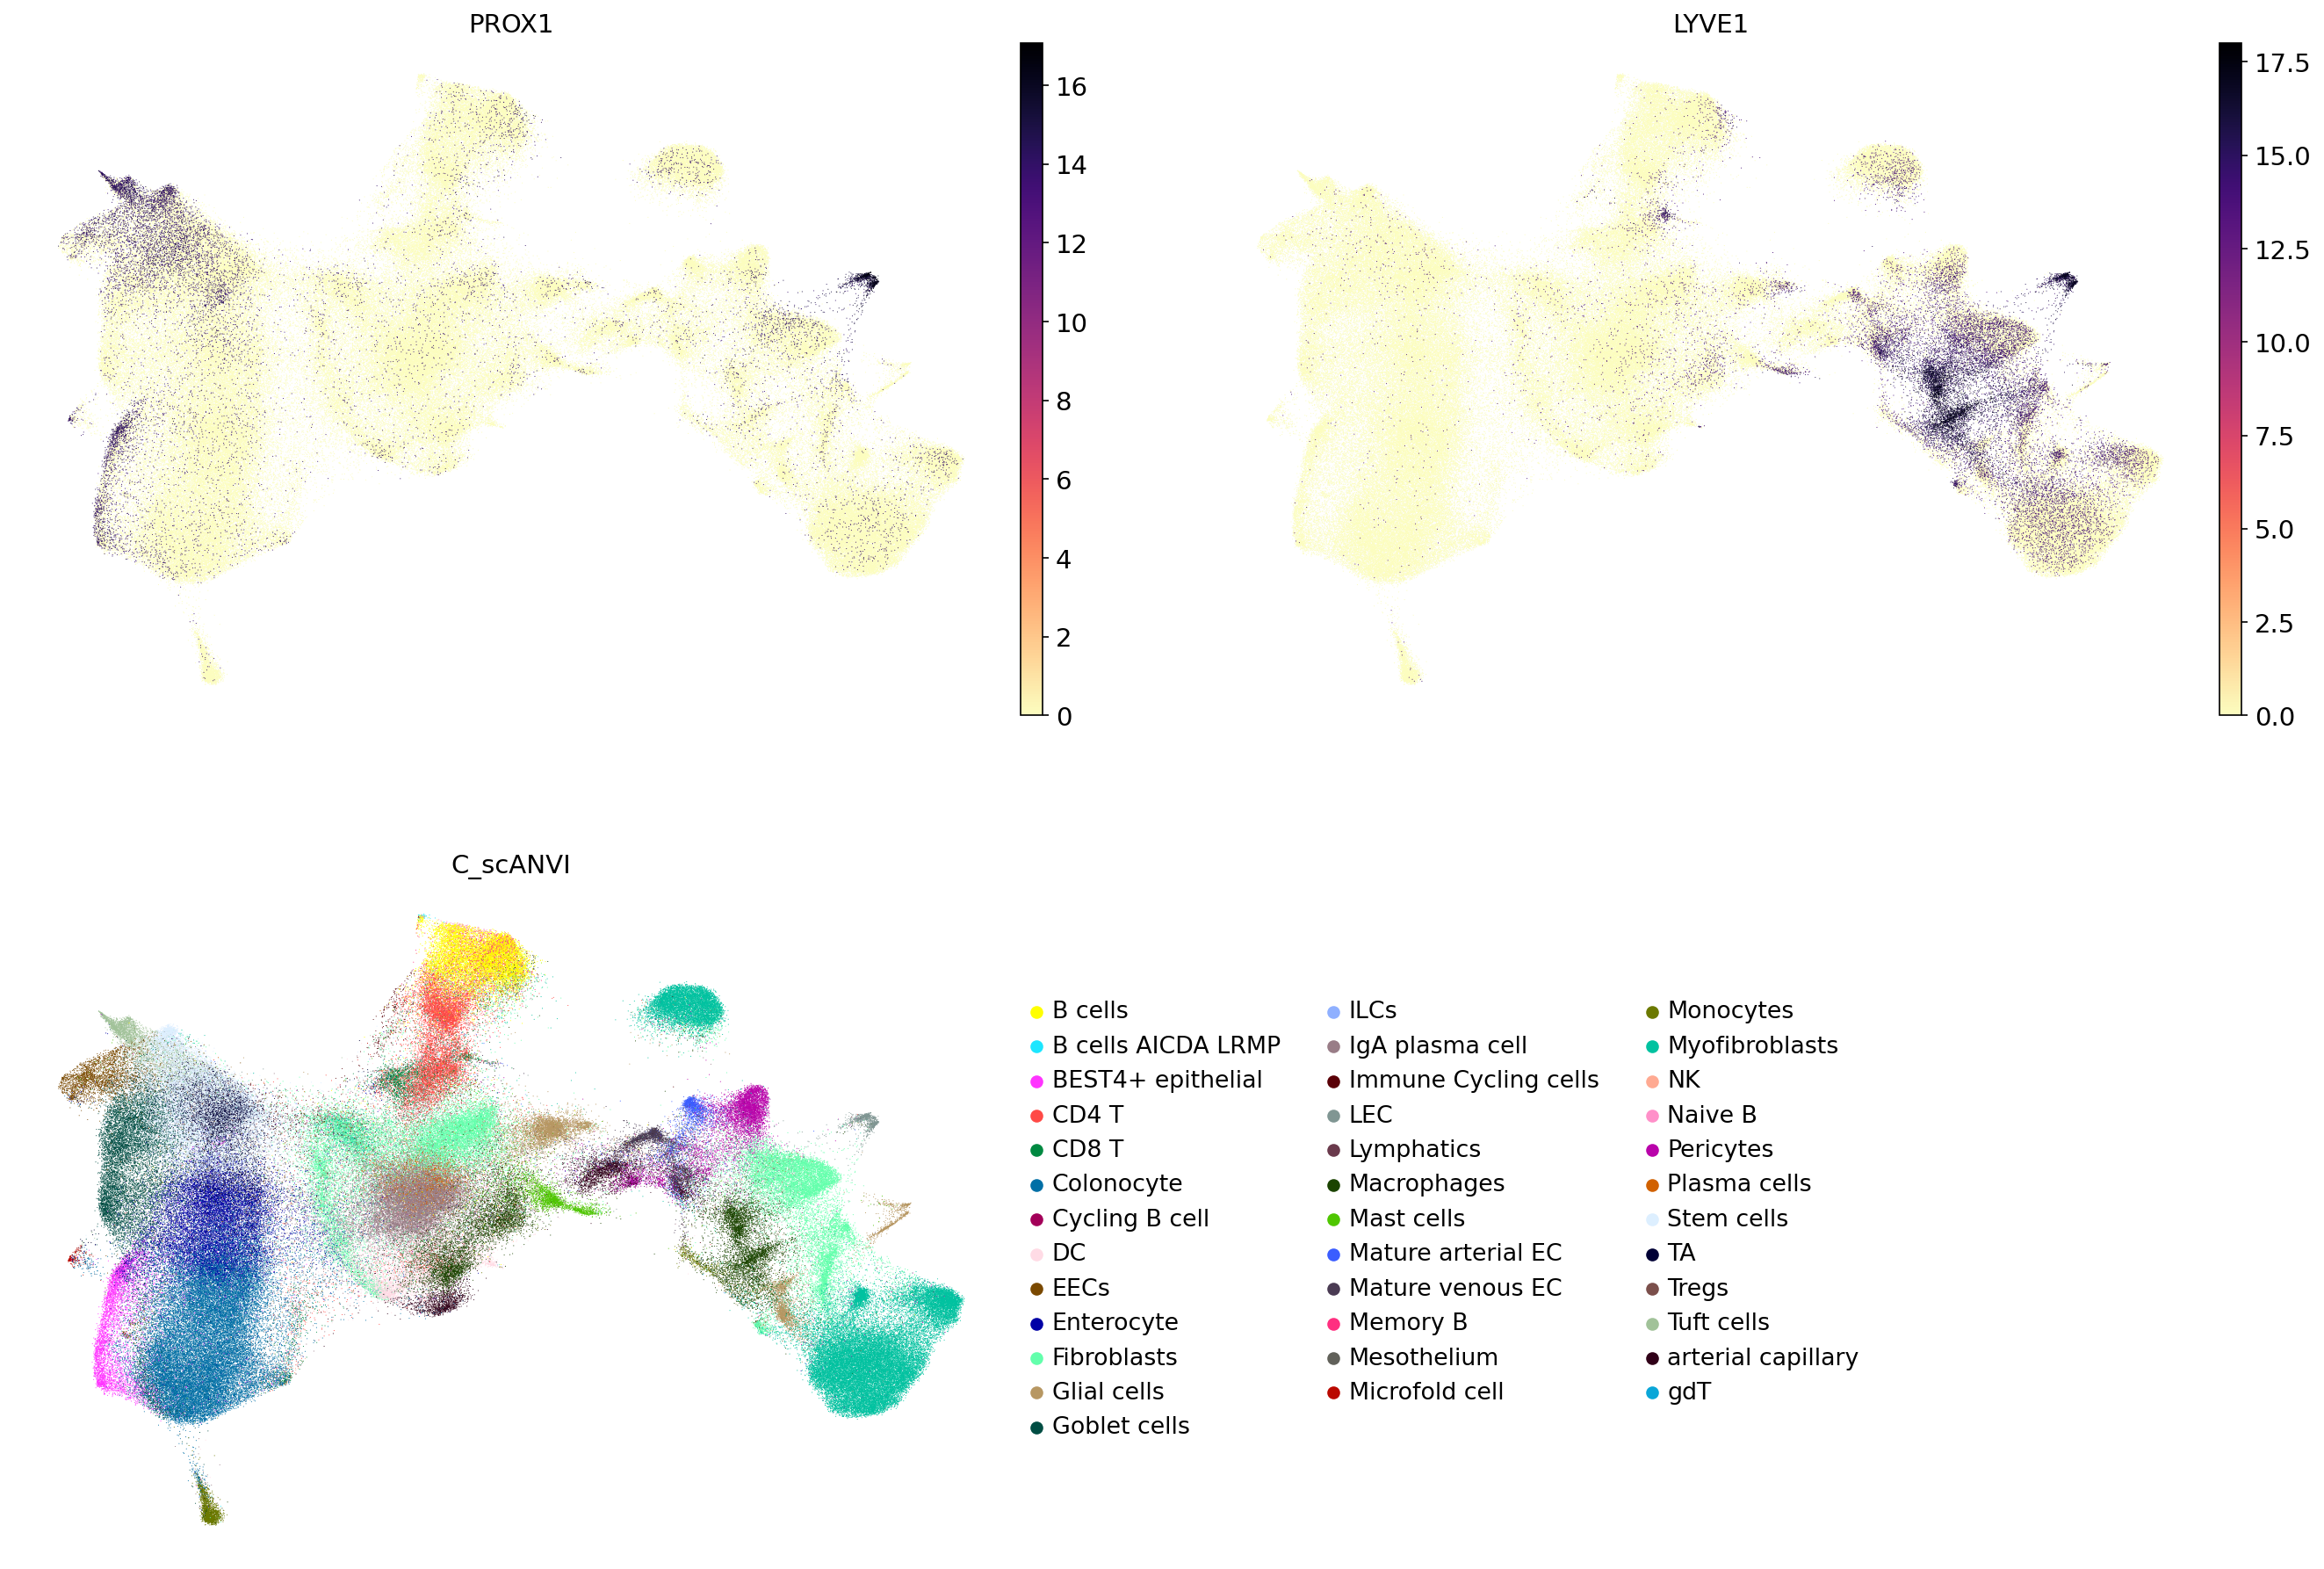 PROX1
16
14
12
10
8
6
4
2
0
LYVE1
17.5
15.0
12.5
10.0
7.5
5.0
2.5
0.0
C_scANVI
B cells
B cells AICDA LRMP
BEST4+ epithelial
CD4 T
CD8 T
Colonocyte
Cycling B cell
DC
EECs
Enterocyte
Fibroblasts
Glial cells
Goblet cells
ILCs
IgA plasma cell
Immune Cycling cells
LEC
Lymphatics
Macrophages
Mast cells
Mature arterial EC
Mature venous EC
Memory B
Mesothelium
Microfold cell
Monocytes
Myofibroblasts
NK
Naive B
Pericytes
Plasma cells
Stem cells
TA
Tregs
Tuft cells
arterial capillary
gdT